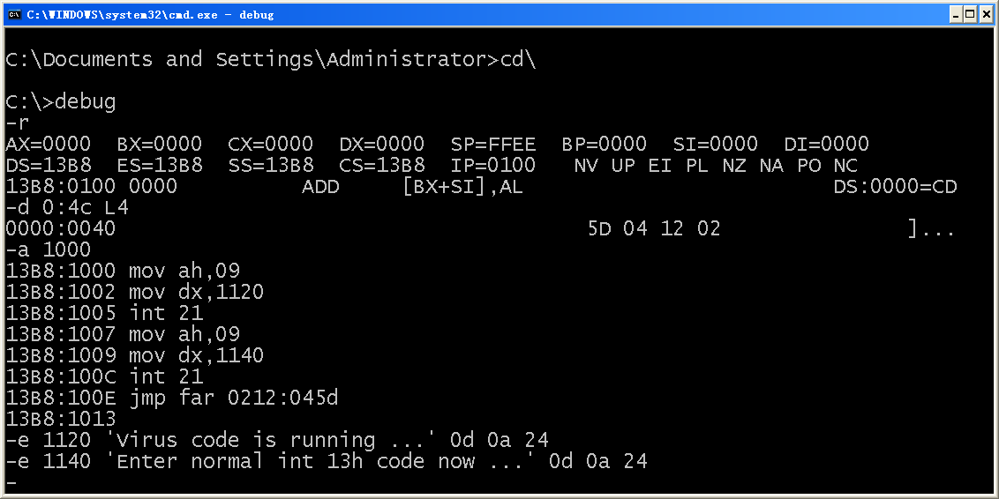 C:\WINDOWS\system32\cmd.exe - debug
C:\Documents and Settings\Administrator>cd\
C:\>debug
-r
AX=0000  BX=0000  CX=0000  DX=0000  SP=FFEE  BP=0000  SI=0000  DI=0000
DS=13B8  ES=13B8  SS=13B8  CS=13B8  IP=0100   NV UP EI PL NZ NA PO NC
13B8:0100 0000          ADD     [BX+SI],AL                         DS:0000=CD
-d 0:4c L4
0000:0040                                      5D 04 12 02               ]...
-a 1000
13B8:1000 mov ah,09
13B8:1002 mov dx,1120
13B8:1005 int 21
13B8:1007 mov ah,09
13B8:1009 mov dx,1140
13B8:100C int 21
13B8:100E jmp far 0212:045d
13B8:1013
-e 1120 'Virus code is running ...' 0d 0a 24
-e 1140 'Enter normal int 13h code now ...' 0d 0a 24
-